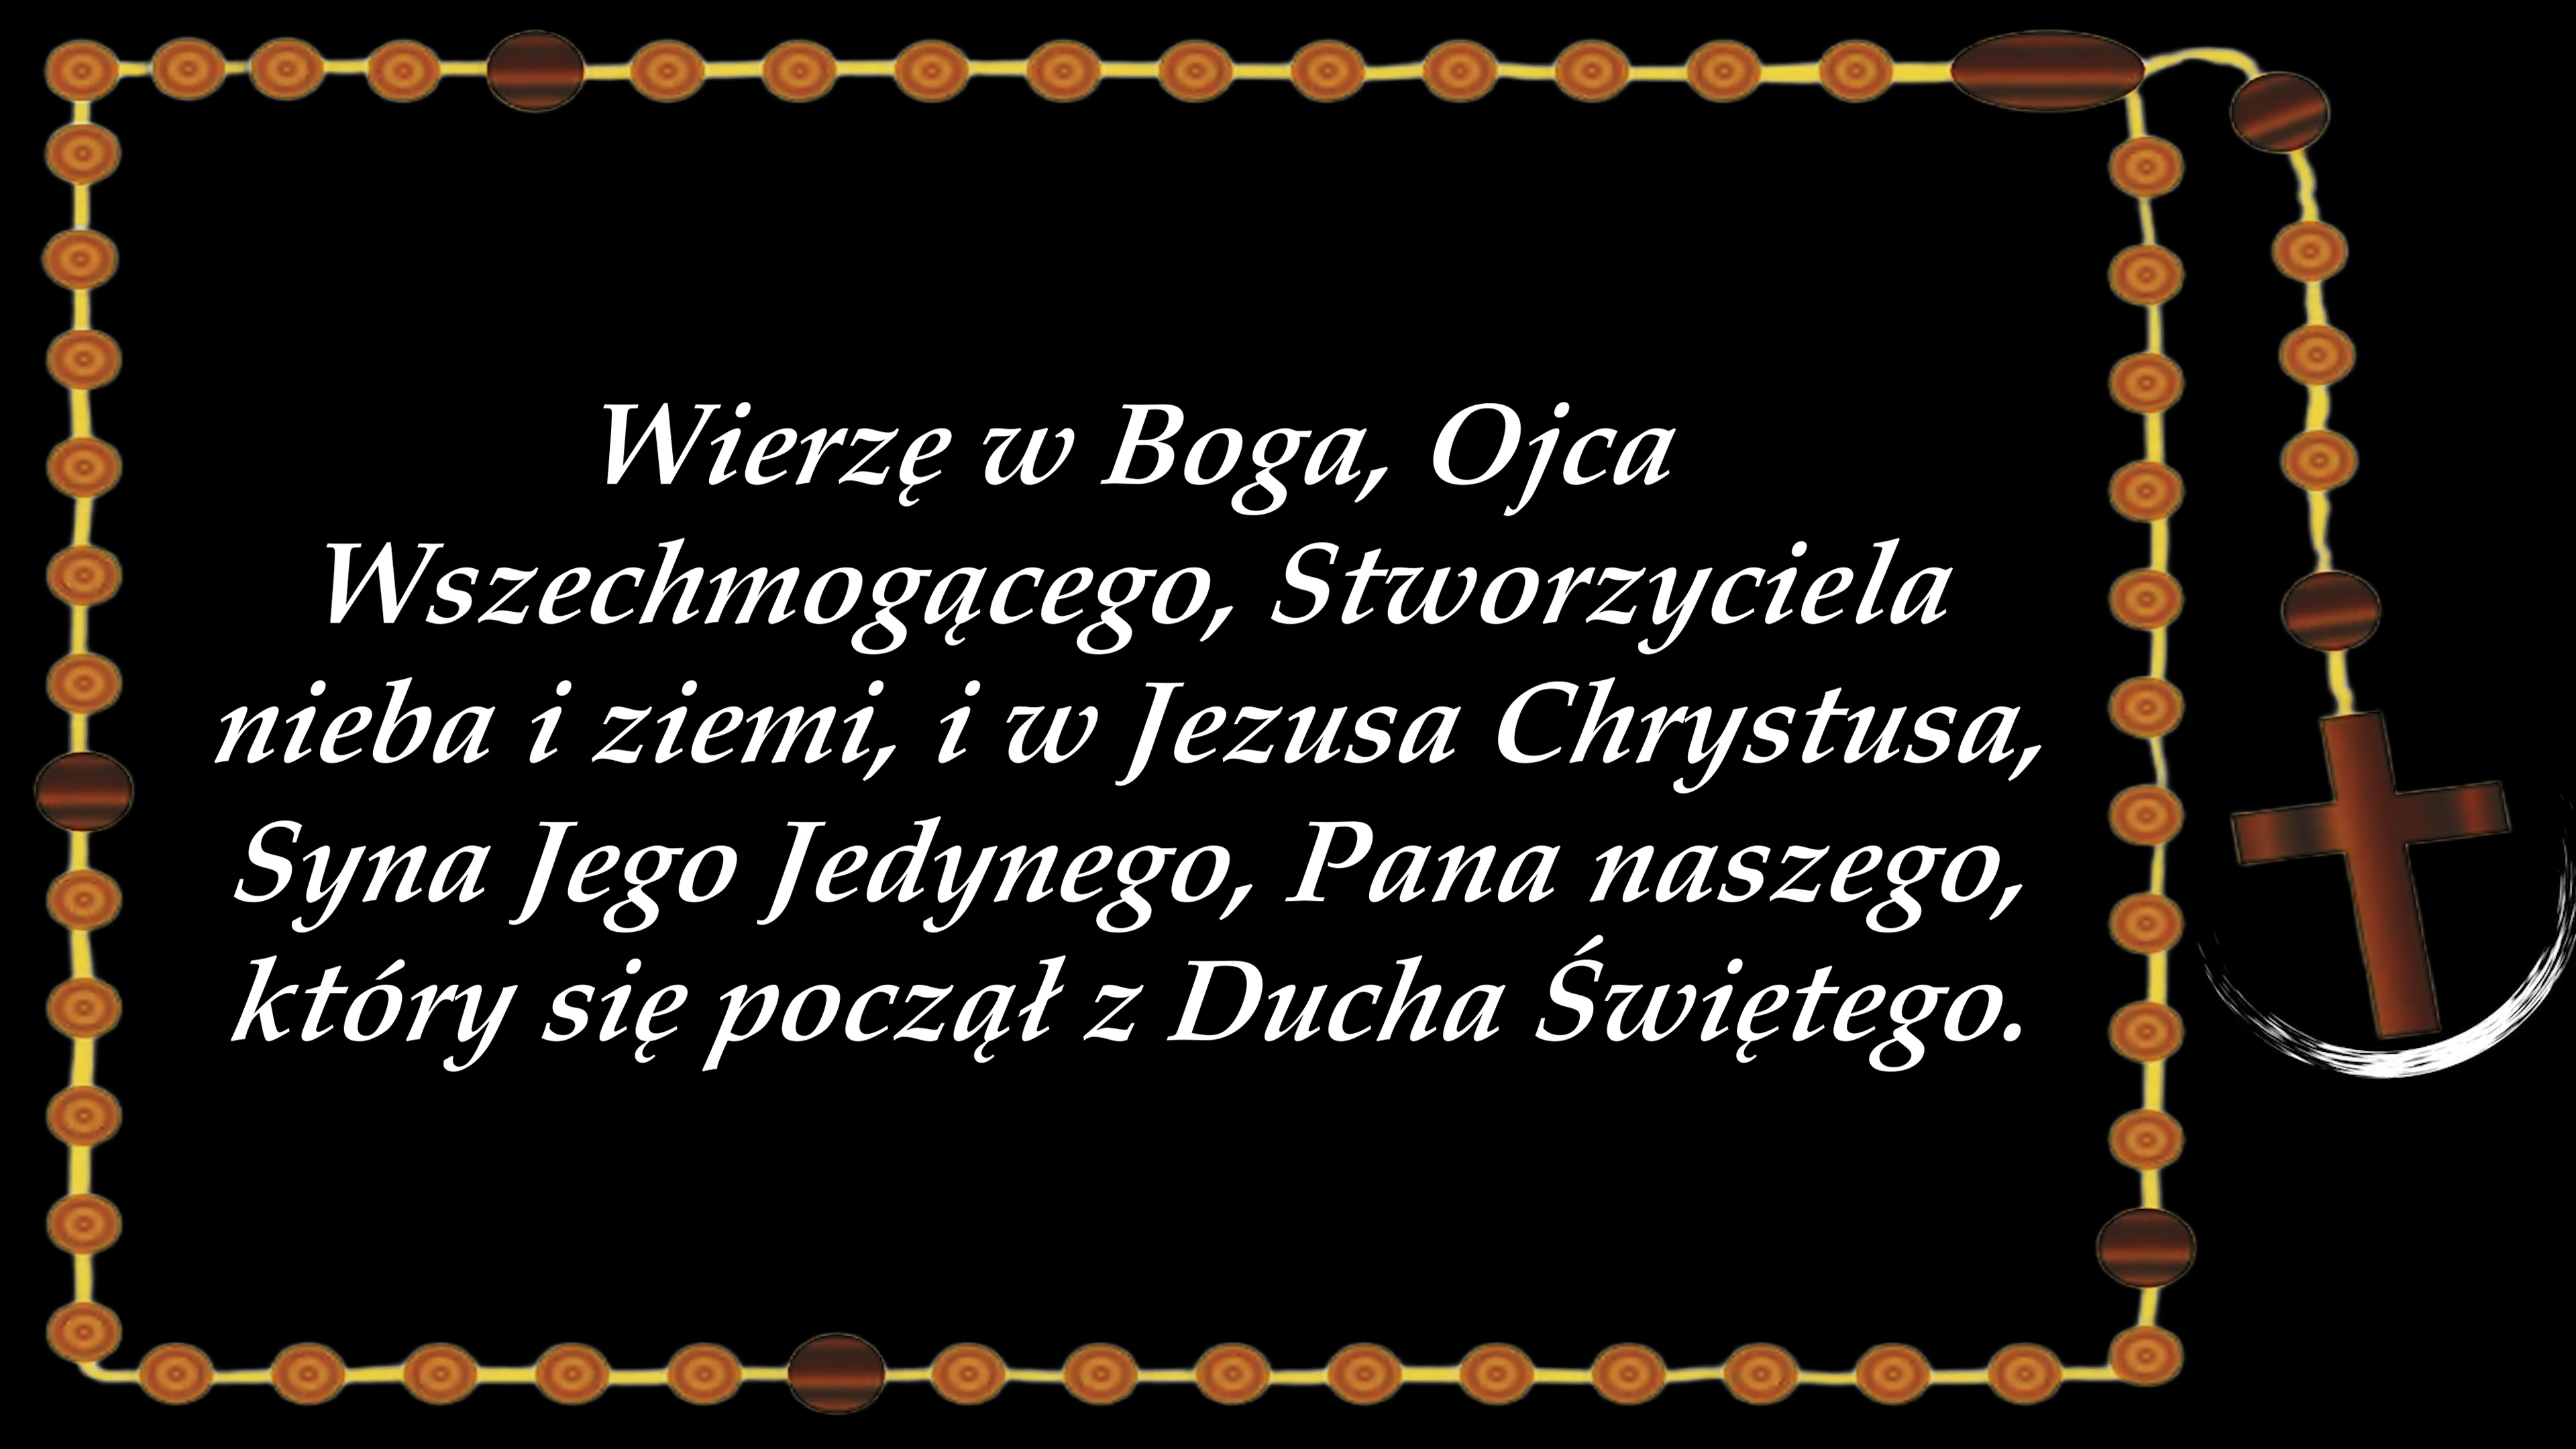 Wierzę w Boga, Ojca
Wszechmogącego, Stworzyciela
nieba i ziemi, i w Jezusa Chrystusa,
Syna Jego Jedynego, Pana naszego,
który się począł z Ducha Świętego.